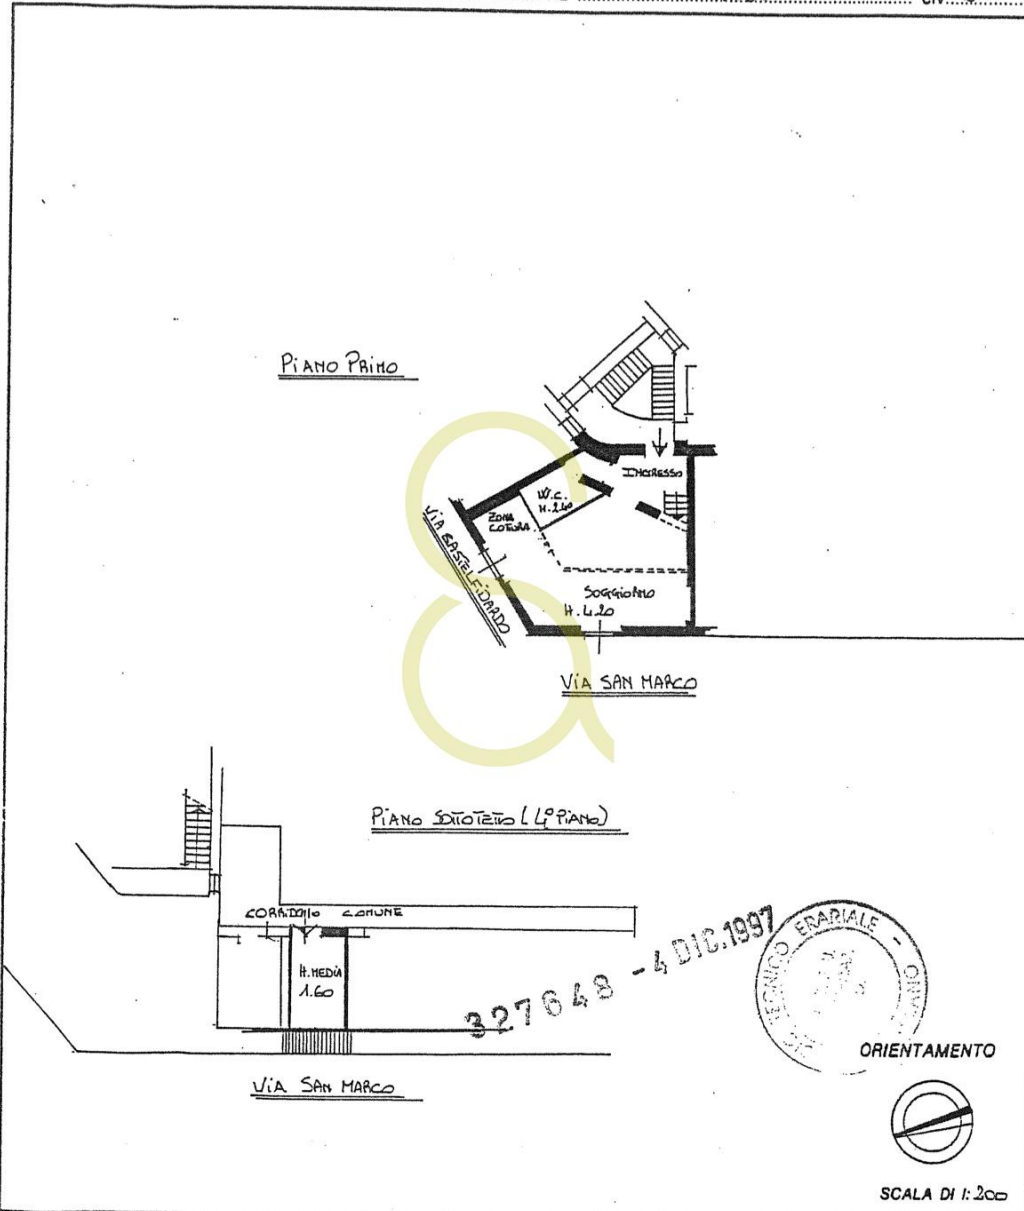 PIANO PRIMO
INGRESSO
W.C.
H. 2.40
ZONA
COTTURA
VIA CASTELFIDARDO
SOGGIORNO
H. 4.20
VIA SAN MARCO
PIANO SOTTOTETTO (4° PIANO)
CORRIDOIO COMUNE
H. MEDIA
1.60
327648 - 4 DIC. 1997
TECNICO ERARIALE -
VIA SAN MARCO
ORIENTAMENTO
SCALA DI 1: 200